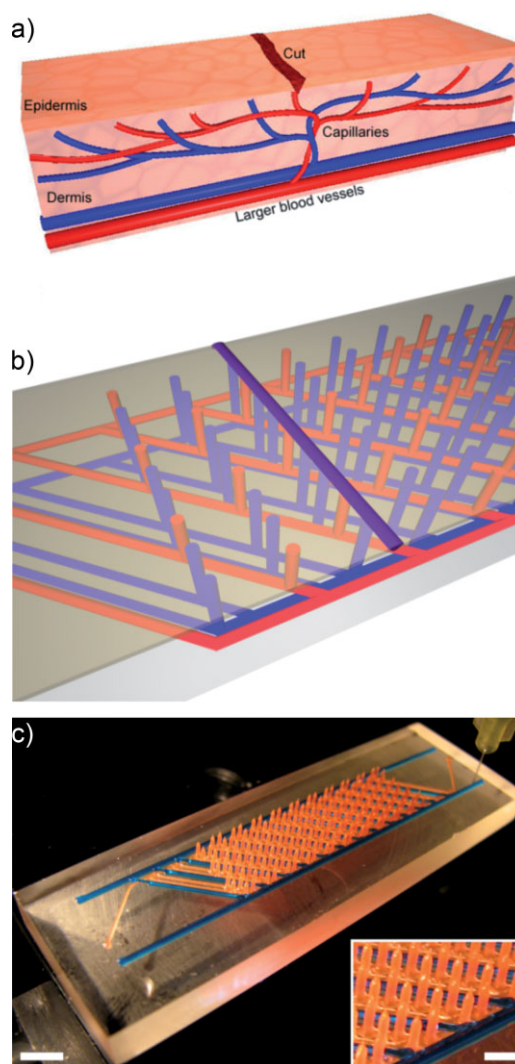 a)
Cut
Epidermis
Capillaries
Dermis
Larger blood vessels
b)
c)